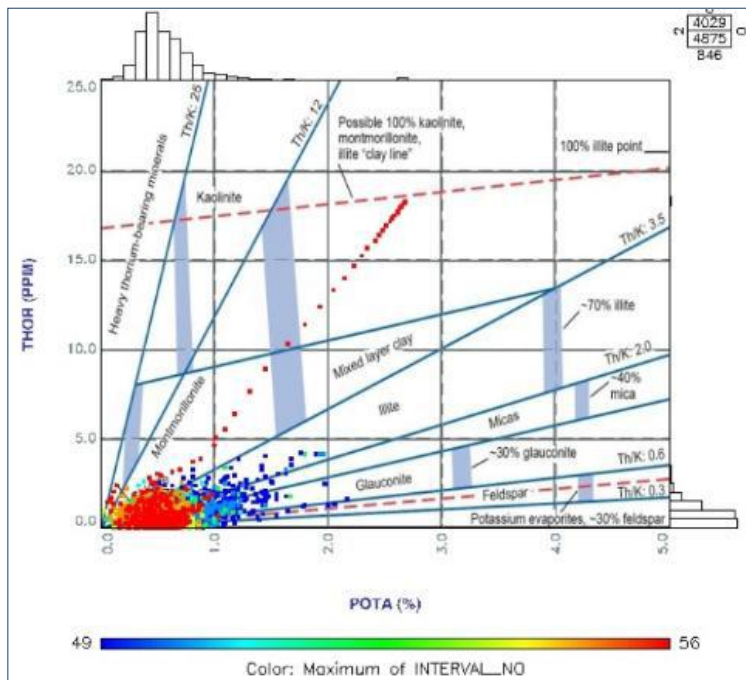 2
4029
4875
0
846
25.0
20.0
15.0
10.0
5.0
0.0
THOR (PPM)
Heavy thorium-bearing minerals
Th/K: 25
Th/K: 12
Kaolinite
Possible 100% kaolinite,
montmorillonite,
illite "clay line"
100% illite point
Th/K: 3.5
~70% illite
Mixed layer clay
Montmorillonite
Illite
Th/K: 2.0
~40%
mica
Micas
~30% glauconite
Glauconite
Th/K: 0.6
Feldspar
Th/K: 0.3
Potassium evaporites, ~30% feldspar
0.0
1.0
2.0
3.0
4.0
5.0
POTA (%)
49
56
Color: Maximum of INTERVAL_NO